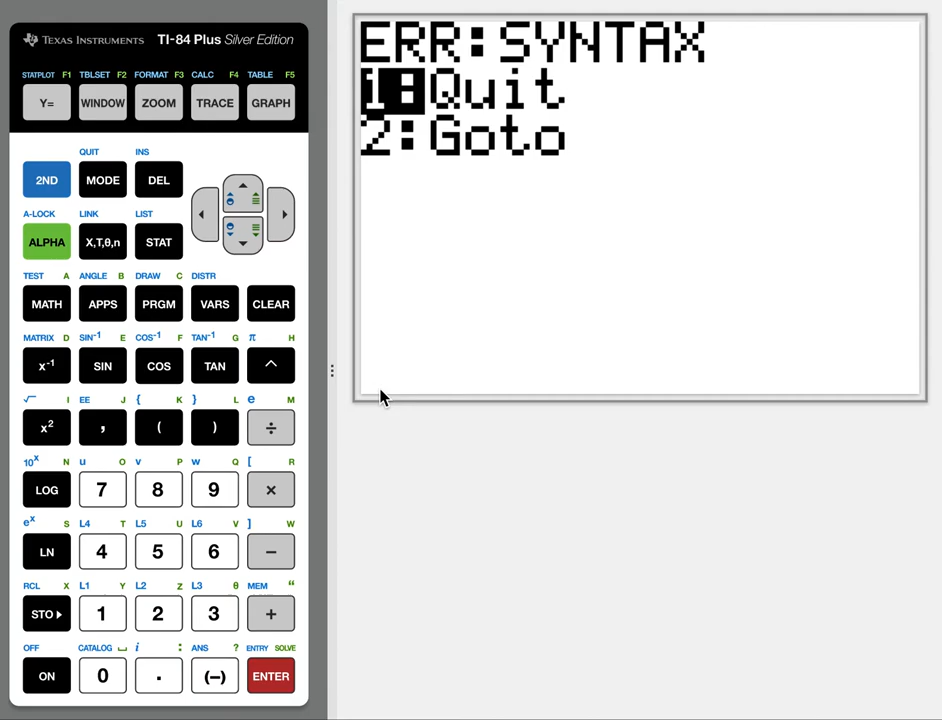 TEXAS INSTRUMENTS TI-84 Plus Silver Edition
STATPLOT F1 TBLSET F2 FORMAT F3 CALC F4 TABLE F5
Y= WINDOW ZOOM TRACE GRAPH
QUIT INS
2ND MODE DEL
A-LOCK LINK LIST
ALPHA X,T,θ,n STAT
TEST A ANGLE B DRAW C DISTR
MATH APPS PRGM VARS CLEAR
MATRIX D SIN⁻¹ E COS⁻¹ F TAN⁻¹ G π H
x⁻¹ SIN COS TAN ^
√ I EE J { K } L e M
x² , ( ) ÷
10ˣ N u O v P w Q [ R
LOG 7 8 9 ×
eˣ S L4 T L5 U L6 V ] W
LN 4 5 6 −
RCL X L1 Y L2 Z L3 θ MEM “
STO▶ 1 2 3 +
OFF CATALOG ⎵ i : ANS ? ENTRY SOLVE
ON 0 . (−) ENTER
ERR:SYNTAX
1:Quit
2:Goto